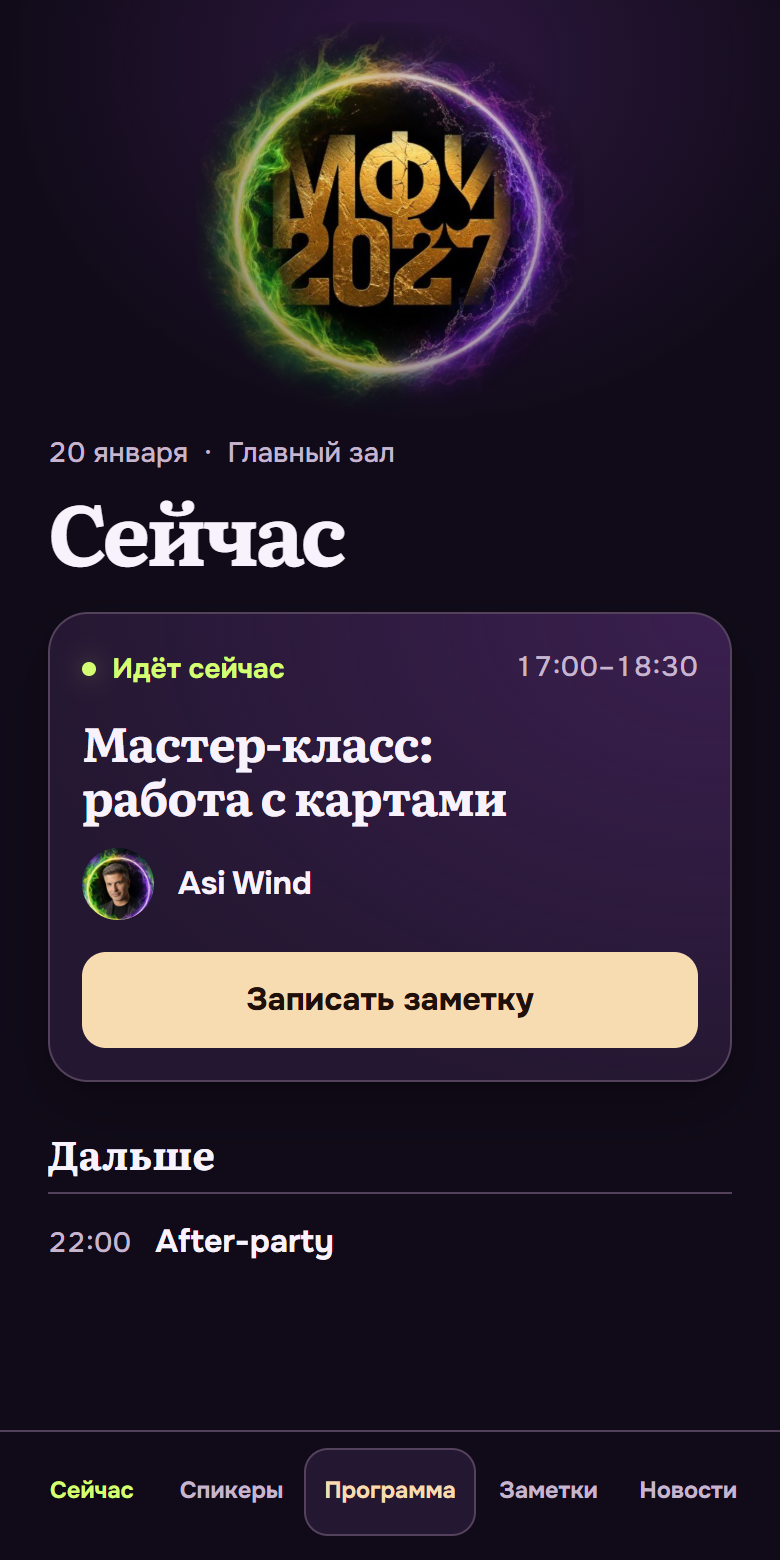 МФИ
2027
20 января · Главный зал
Сейчас
Идёт сейчас 17:00–18:30
Мастер-класс:
работа с картами
Asi Wind
Записать заметку
Дальше
22:00 After-party
Сейчас Спикеры Программа Заметки Новости